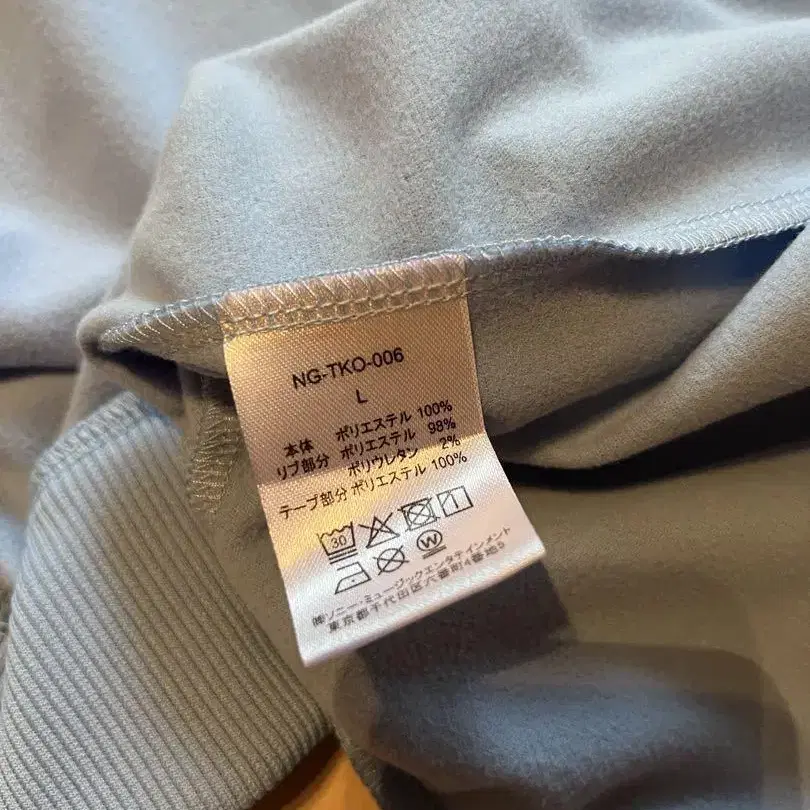 NG-TKO-006
L
本体 ポリエステル 100%
リブ部分 ポリエステル 98%
ポリウレタン 2%
テープ部分 ポリエステル 100%
30
W
㈱ソニー・ミュージックエンタテインメント
東京都千代田区六番町4番地5